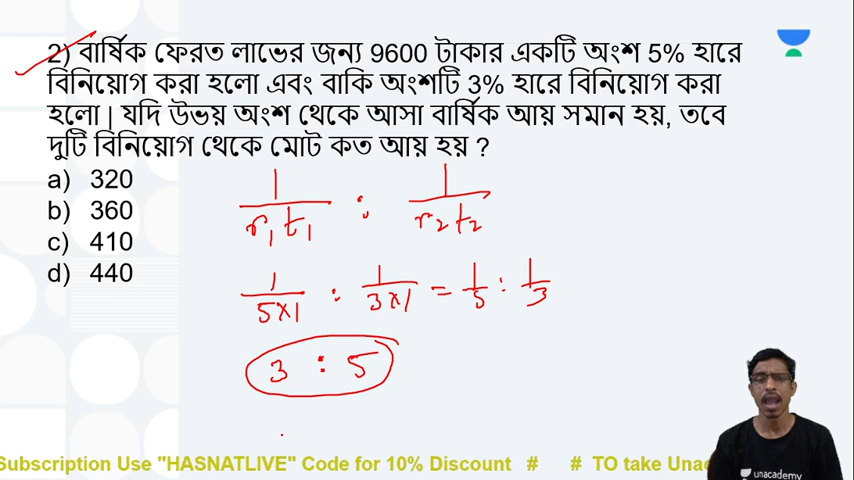 2) বার্ষিক ফেরত লাভের জন্য 9600 টাকার একটি অংশ 5% হারে
বিনিয়োগ করা হলো এবং বাকি অংশটি 3% হারে বিনিয়োগ করা
হলো | যদি উভয় অংশ থেকে আসা বার্ষিক আয় সমান হয়, তবে
দুটি বিনিয়োগ থেকে মোট কত আয় হয় ?
a) 320
b) 360
c) 410
d) 440
1/r₁t₁ : 1/r₂t₂
1/5×1 : 1/3×1 = 1/5 : 1/3
3 : 5
Subscription Use "HASNATLIVE" Code for 10% Discount # # TO take
unacademy